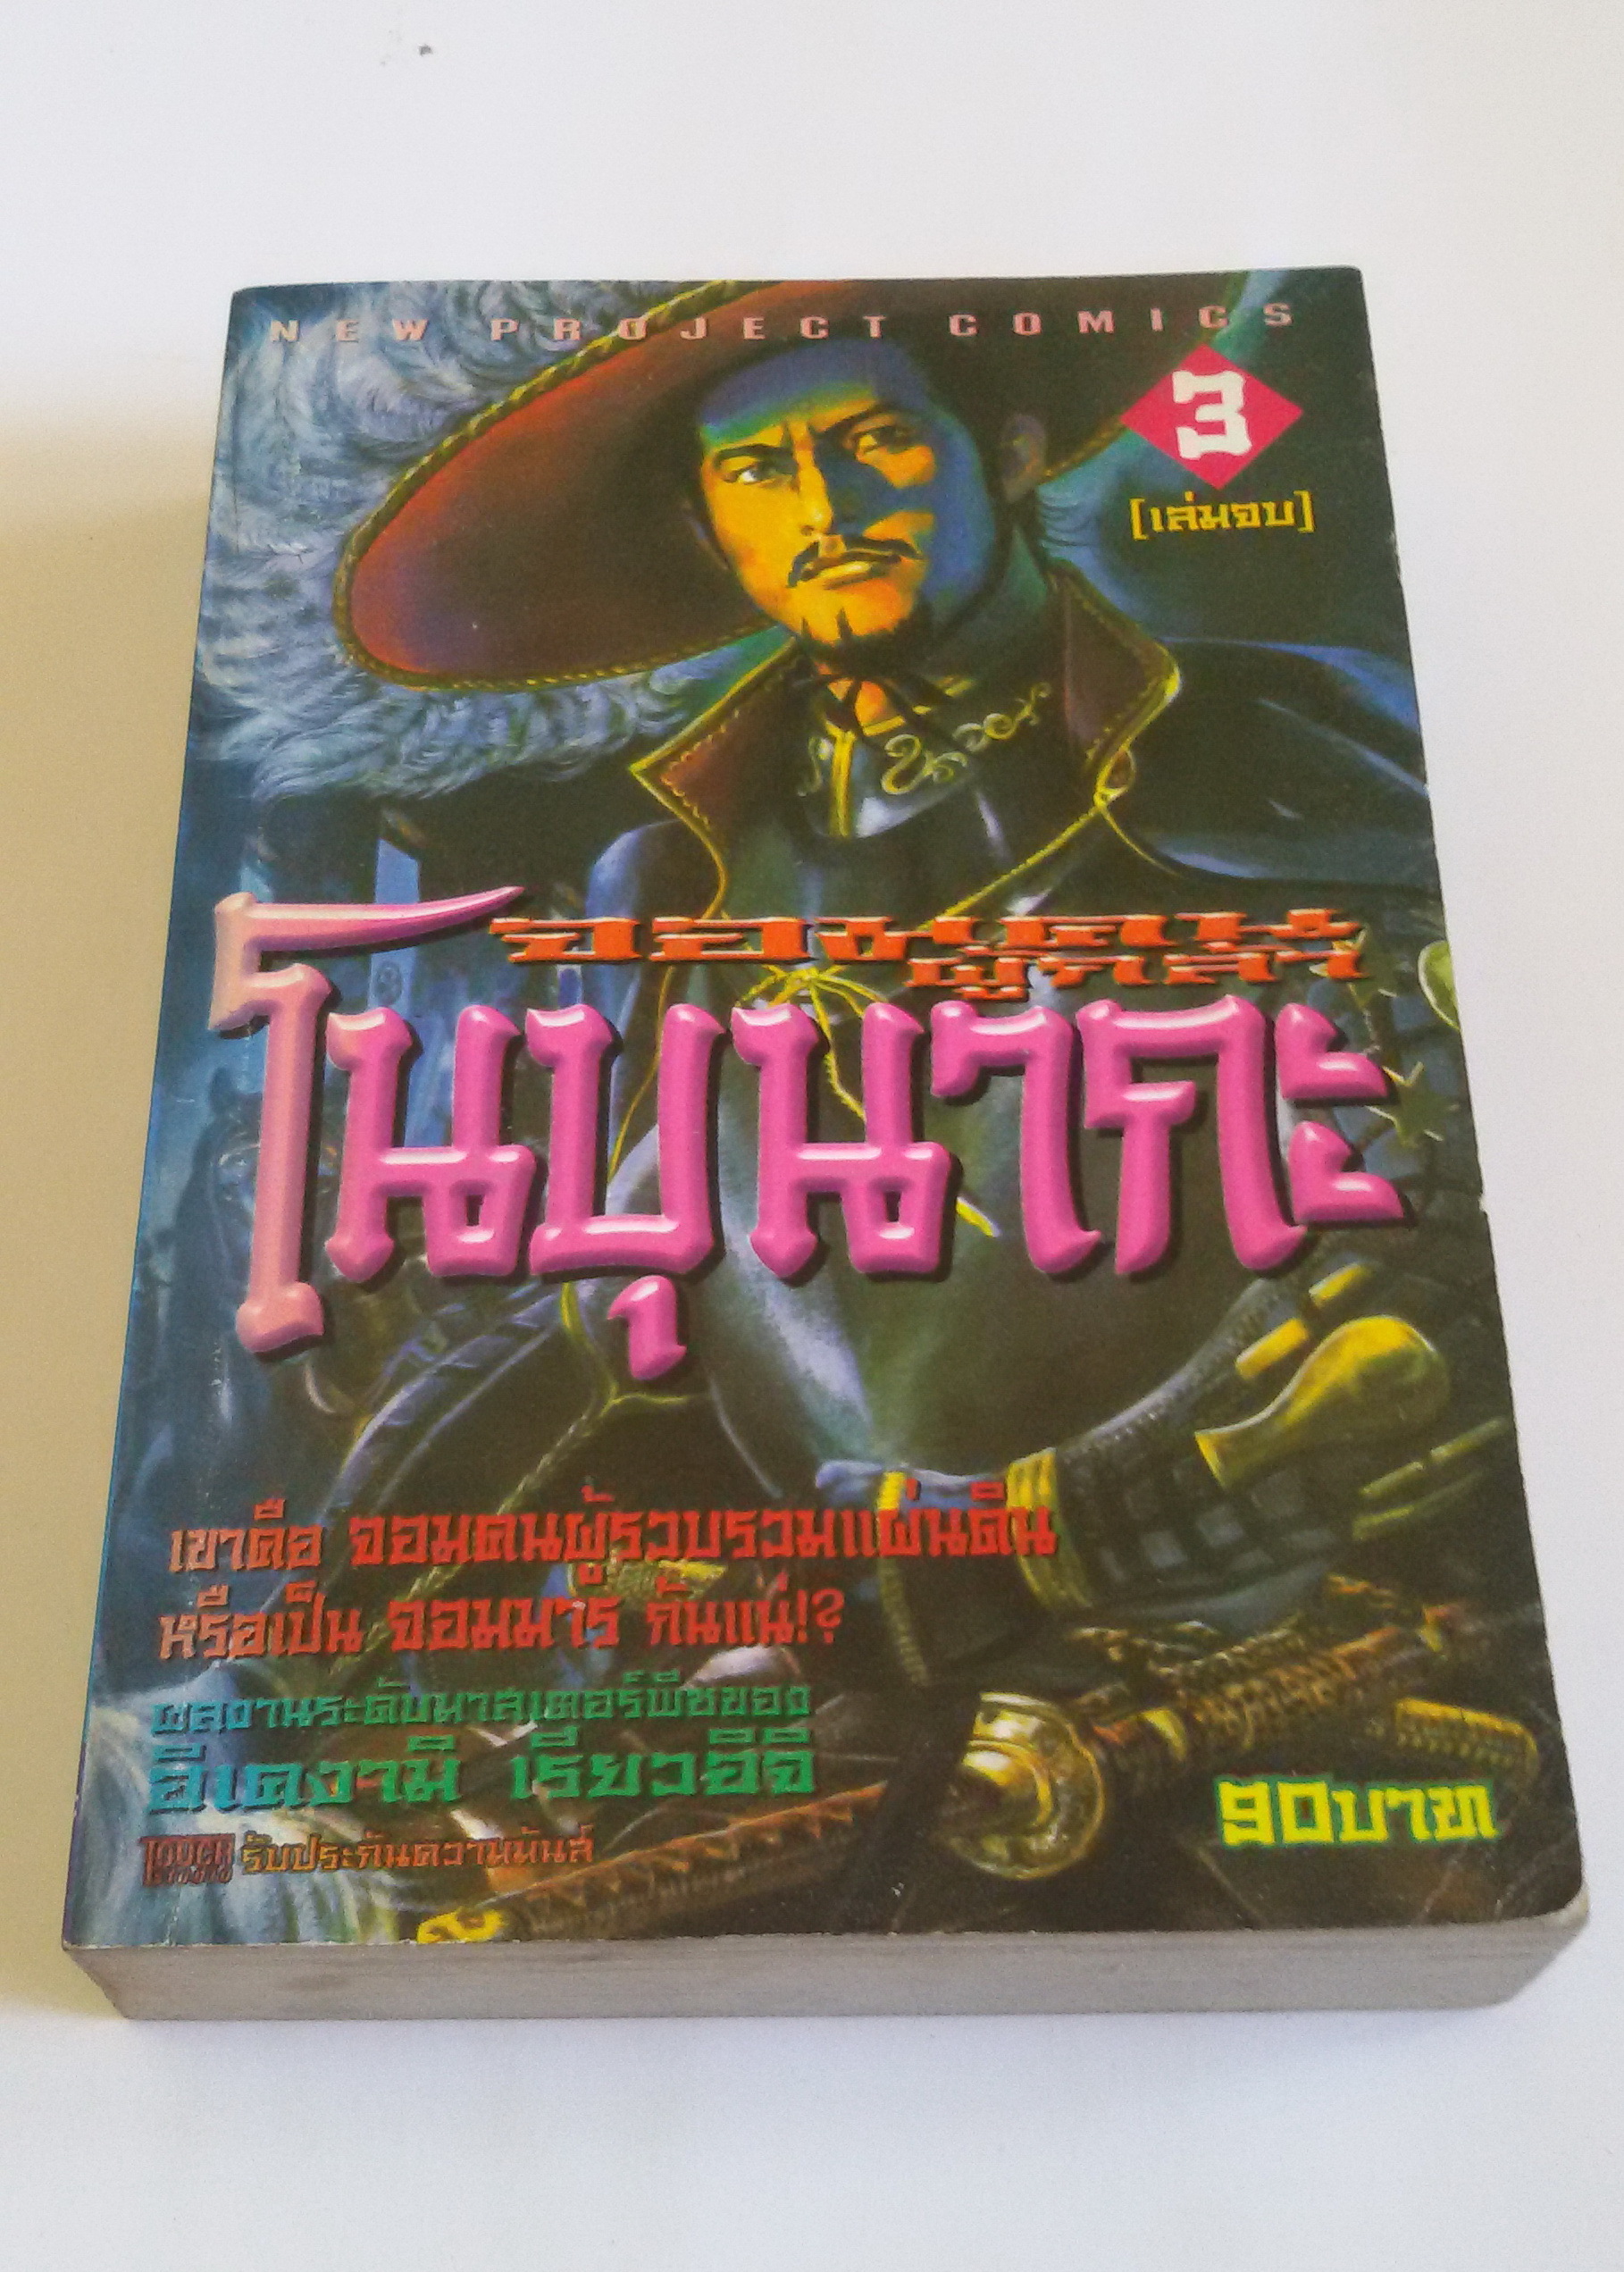 NEW PROJECT COMICS
3
[เล่มจบ]
จอมผู้คนล่า
โนบุนากะ
เขาคือ จอมคนผู้รวบรวมแผ่นดิน
หรือเป็น จอมมาร กันแน่!?
ผลงานระดับมาสเตอร์พีซของ
อิเคงามิ เรียวอิจิ
รับประกันความมันส์
90บาท